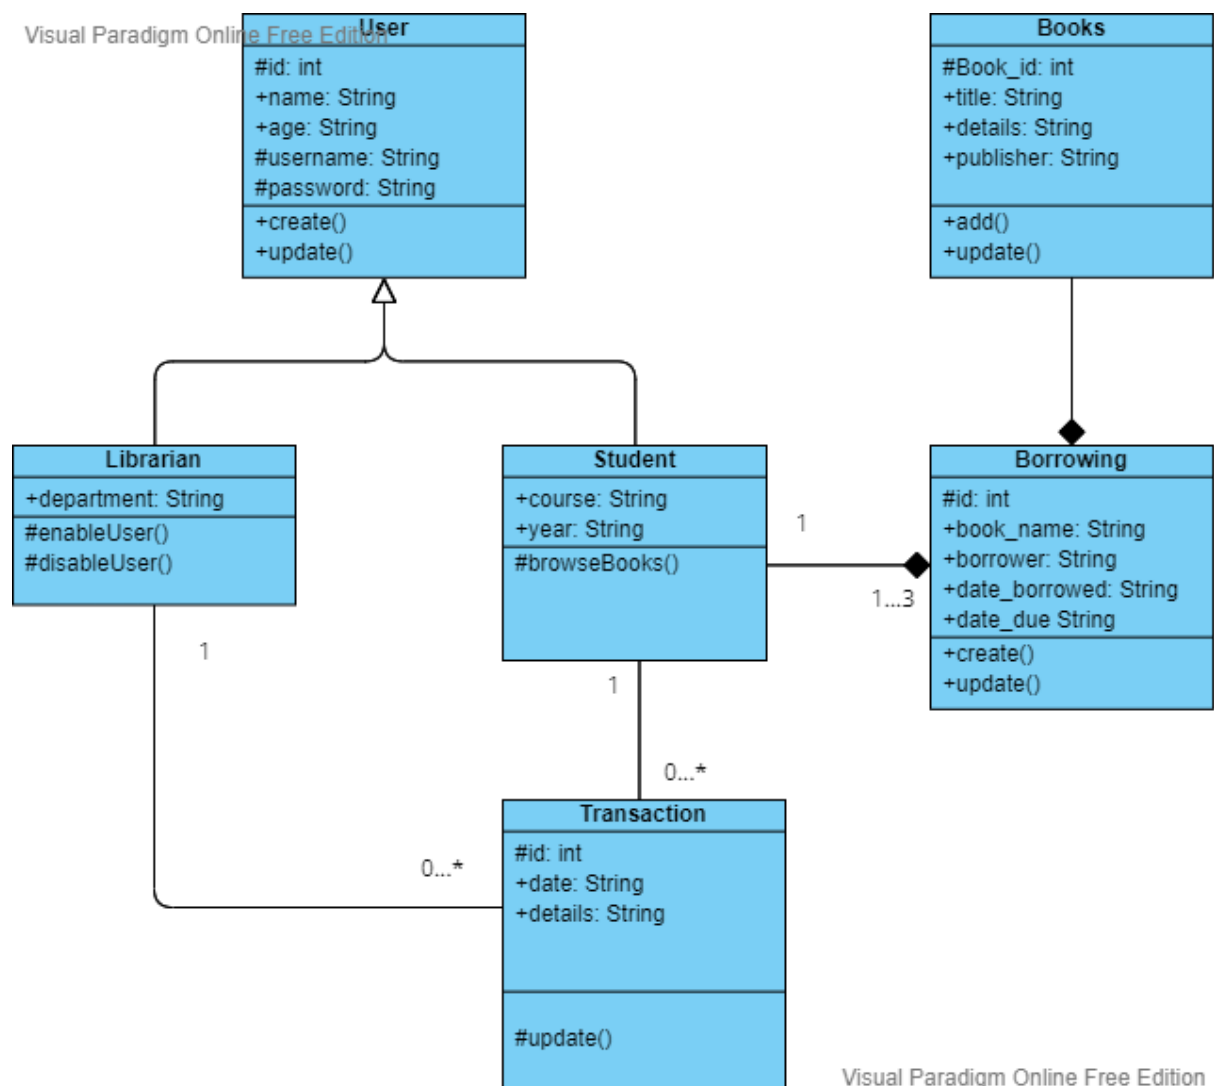 Visual Paradigm Online Free Edition
User
#id: int
+name: String
+age: String
#username: String
#password: String
+create()
+update()
Books
#Book_id: int
+title: String
+details: String
+publisher: String
+add()
+update()
Librarian
+department: String
#enableUser()
#disableUser()
Student
+course: String
+year: String
#browseBooks()
1
1...3
Borrowing
#id: int
+book_name: String
+borrower: String
+date_borrowed: String
+date_due String
+create()
+update()
1
1
0...*
0...*
Transaction
#id: int
+date: String
+details: String
#update()
Visual Paradigm Online Free Edition